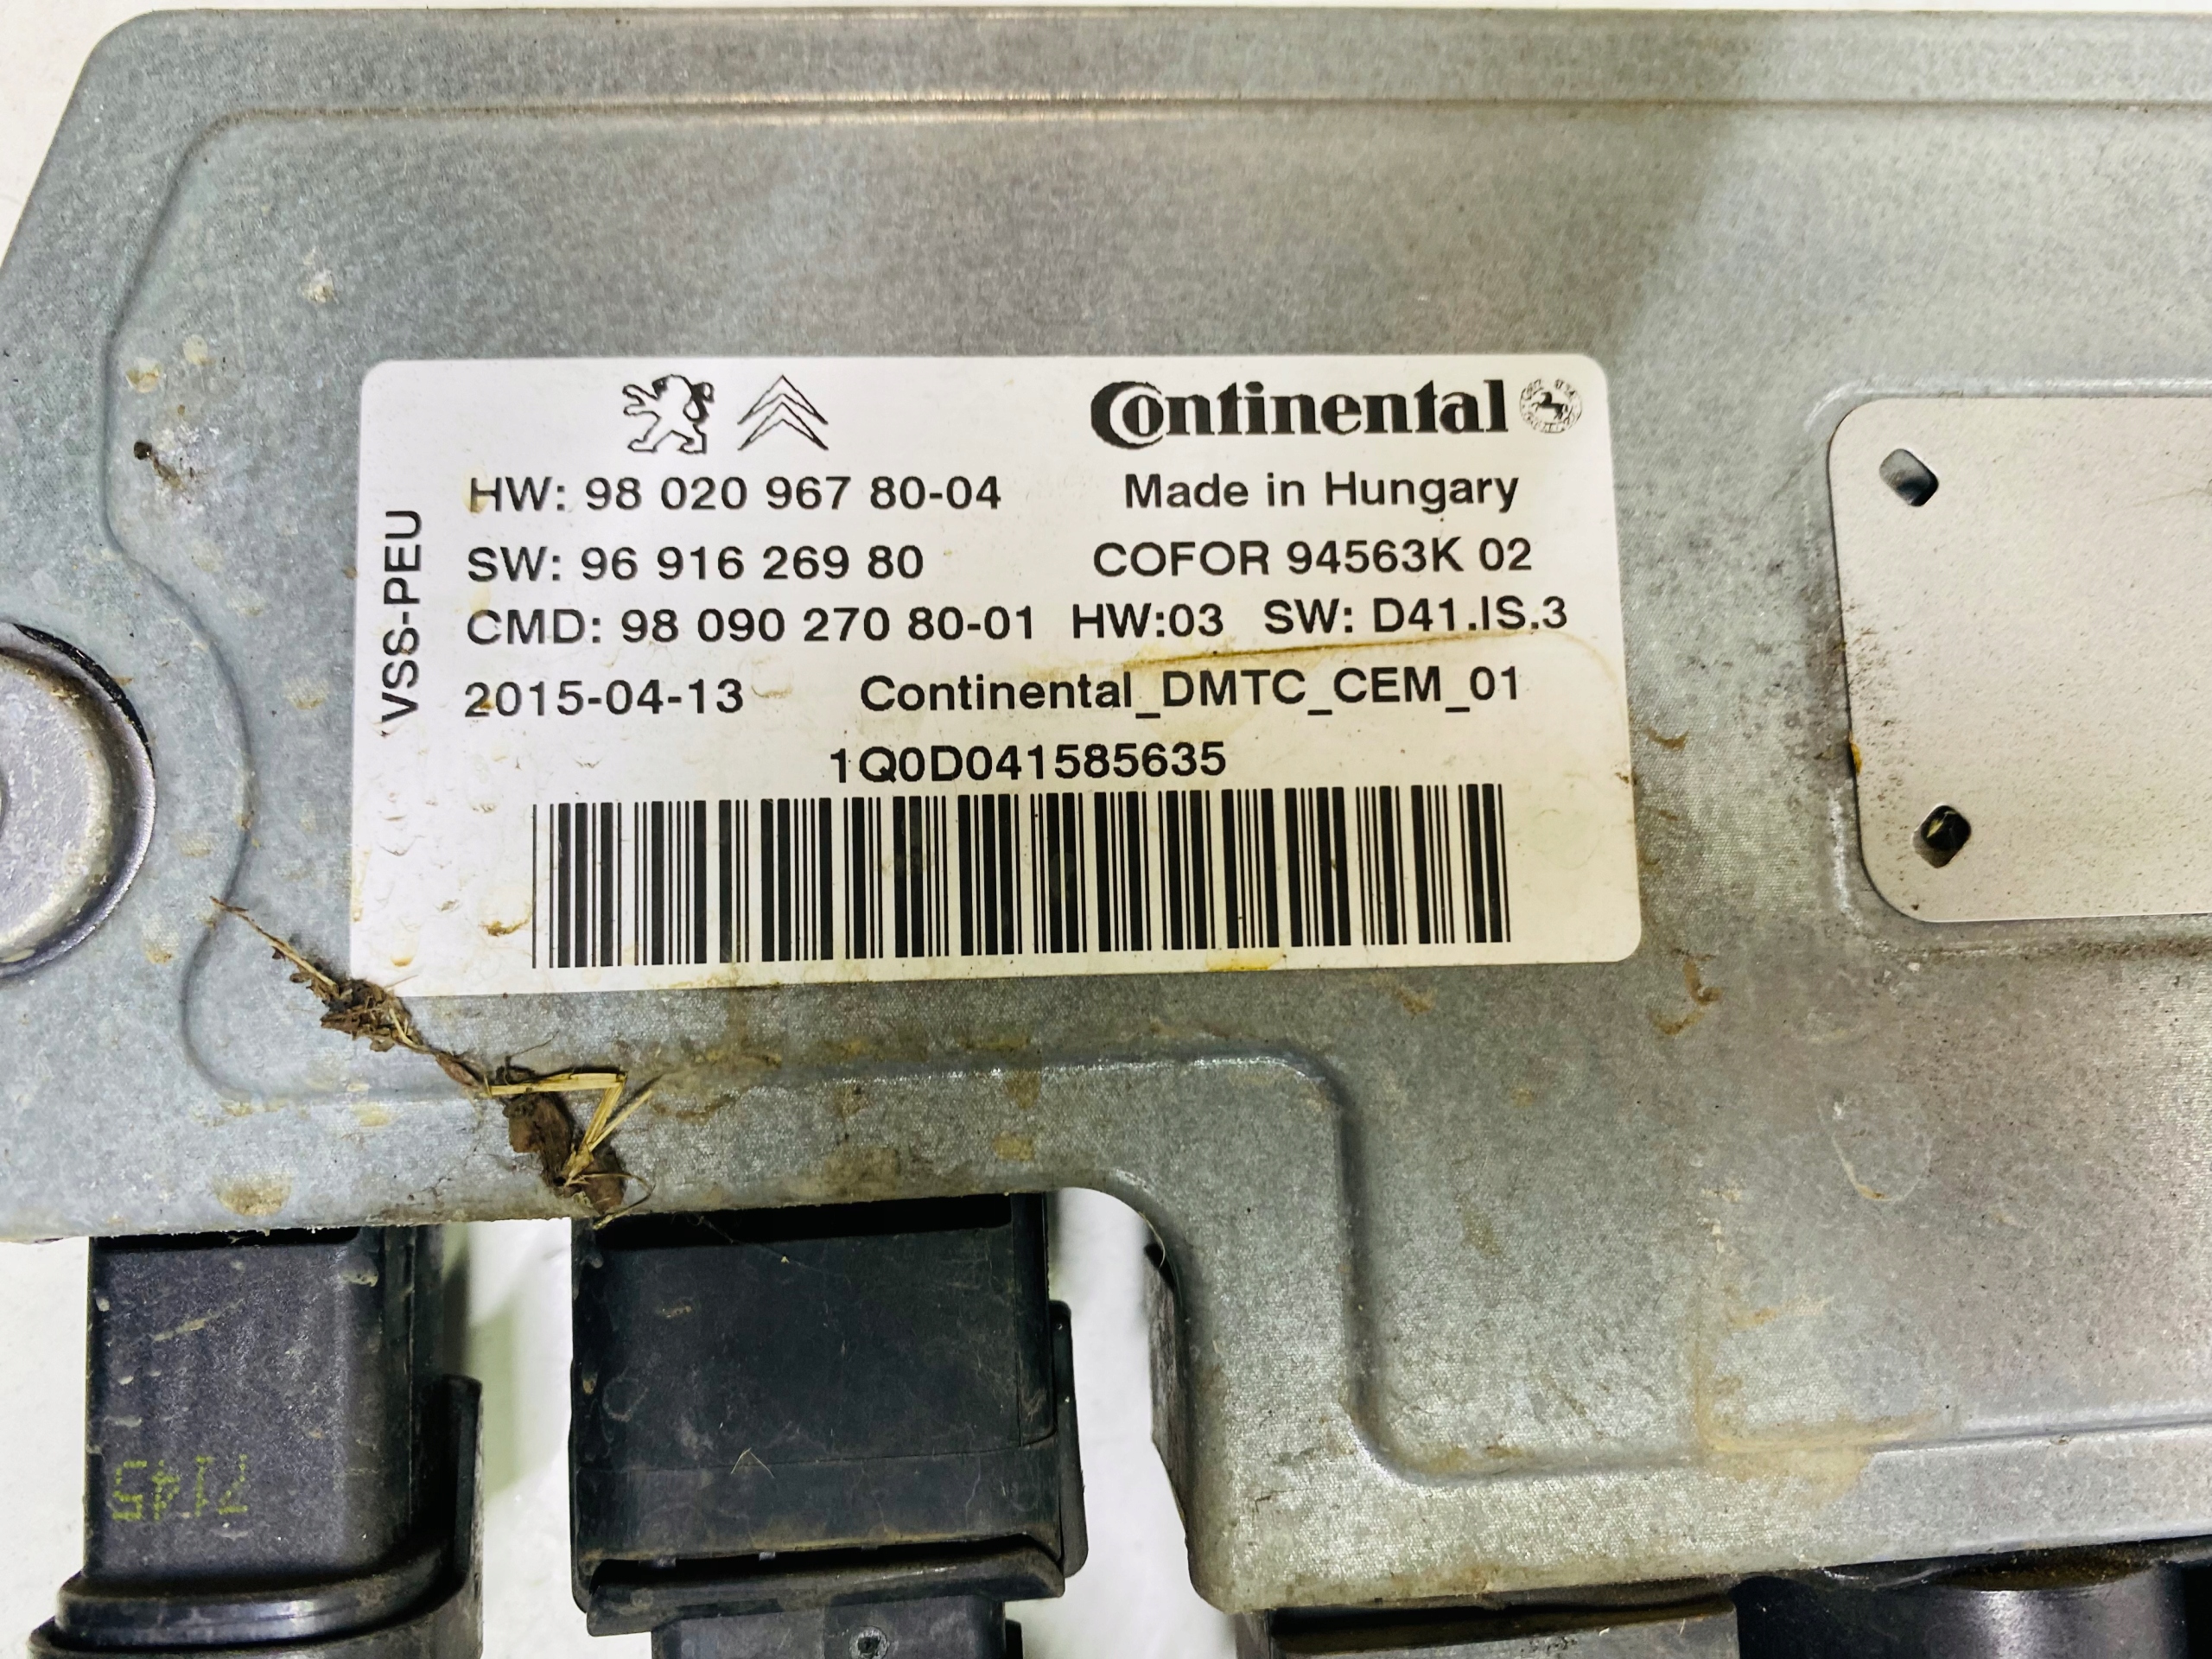 Continental
HW: 98 020 967 80-04 Made in Hungary
SW: 96 916 269 80 COFOR 94563K 02
CMD: 98 090 270 80-01 HW:03 SW: D41.IS.3
2015-04-13 Continental_DMTC_CEM_01
1Q0D041585635
VSS-PEU